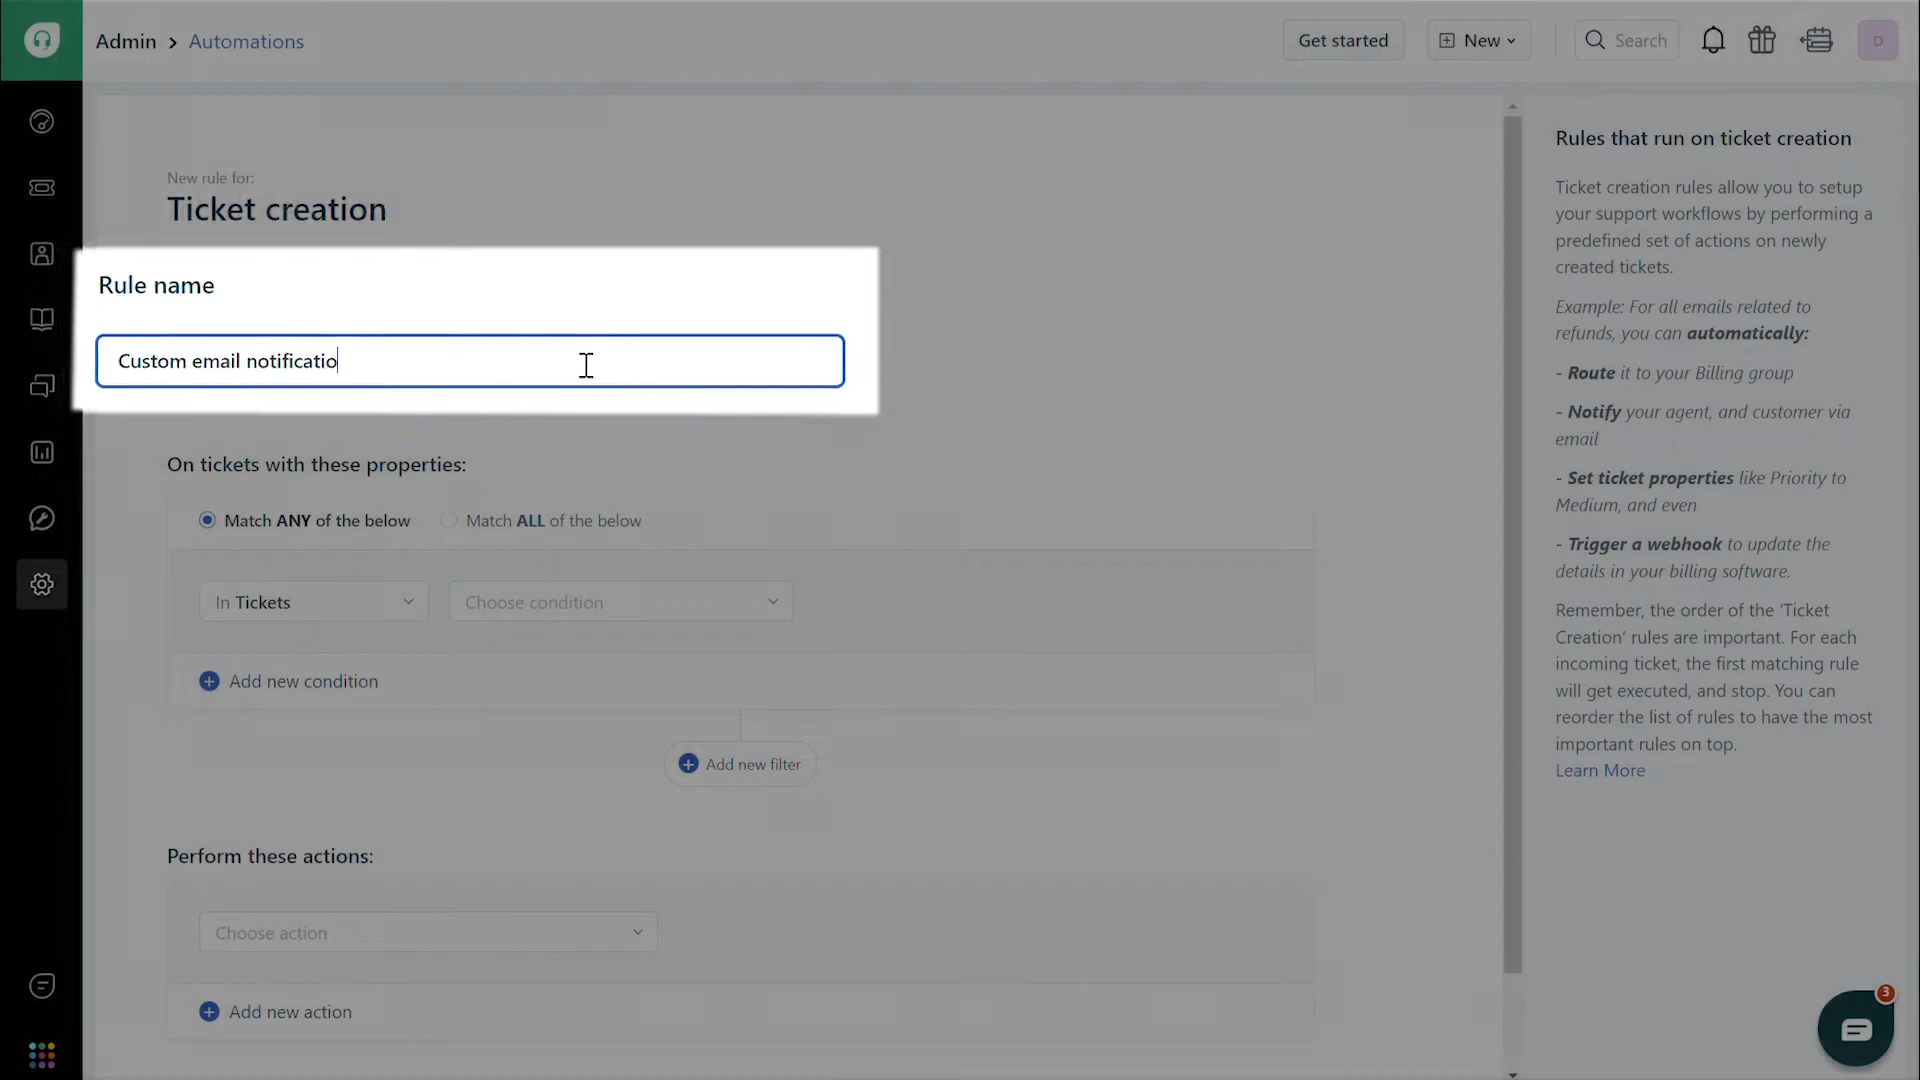 Admin > Automations
Get started
New
Search
D
New rule for:
Ticket creation
Rule name
Custom email notificatio
On tickets with these properties:
Match ANY of the below
Match ALL of the below
In Tickets
Choose condition
Add new condition
Add new filter
Perform these actions:
Choose action
Add new action
Rules that run on ticket creation
Ticket creation rules allow you to setup
your support workflows by performing a
predefined set of actions on newly
created tickets.
Example: For all emails related to
refunds, you can automatically:
- Route it to your Billing group
- Notify your agent, and customer via
email
- Set ticket properties like Priority to
Medium, and even
- Trigger a webhook to update the
details in your billing software.
Remember, the order of the ‘Ticket
Creation’ rules are important. For each
incoming ticket, the first matching rule
will get executed, and stop. You can
reorder the list of rules to have the most
important rules on top.
Learn More
3